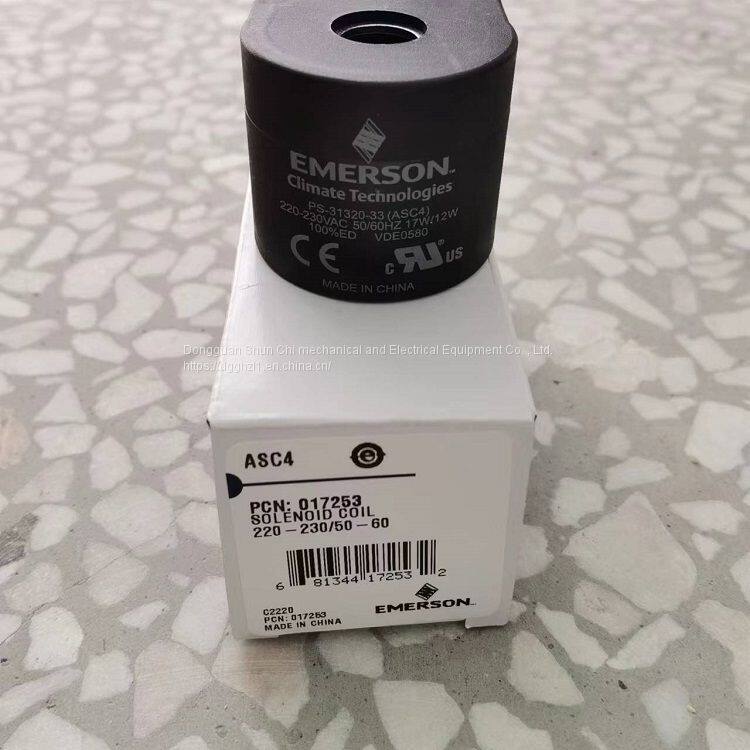 EMERSON
Climate Technologies
PS-31320-33 (ASC4)
220-230VAC 50/60HZ 17W/12W
100%ED VDE0580
CE C RU US
MADE IN CHINA
Dongguan Shun Chi mechanical and Electrical Equipment Co., Ltd.
https://dgghzl1.en.china.cn/
ASC4 e
PCN: 017253
SOLENOID COIL
220-230/50-60
6 81344 17253 2
C2220
PCN: 017253
MADE IN CHINA
EMERSON